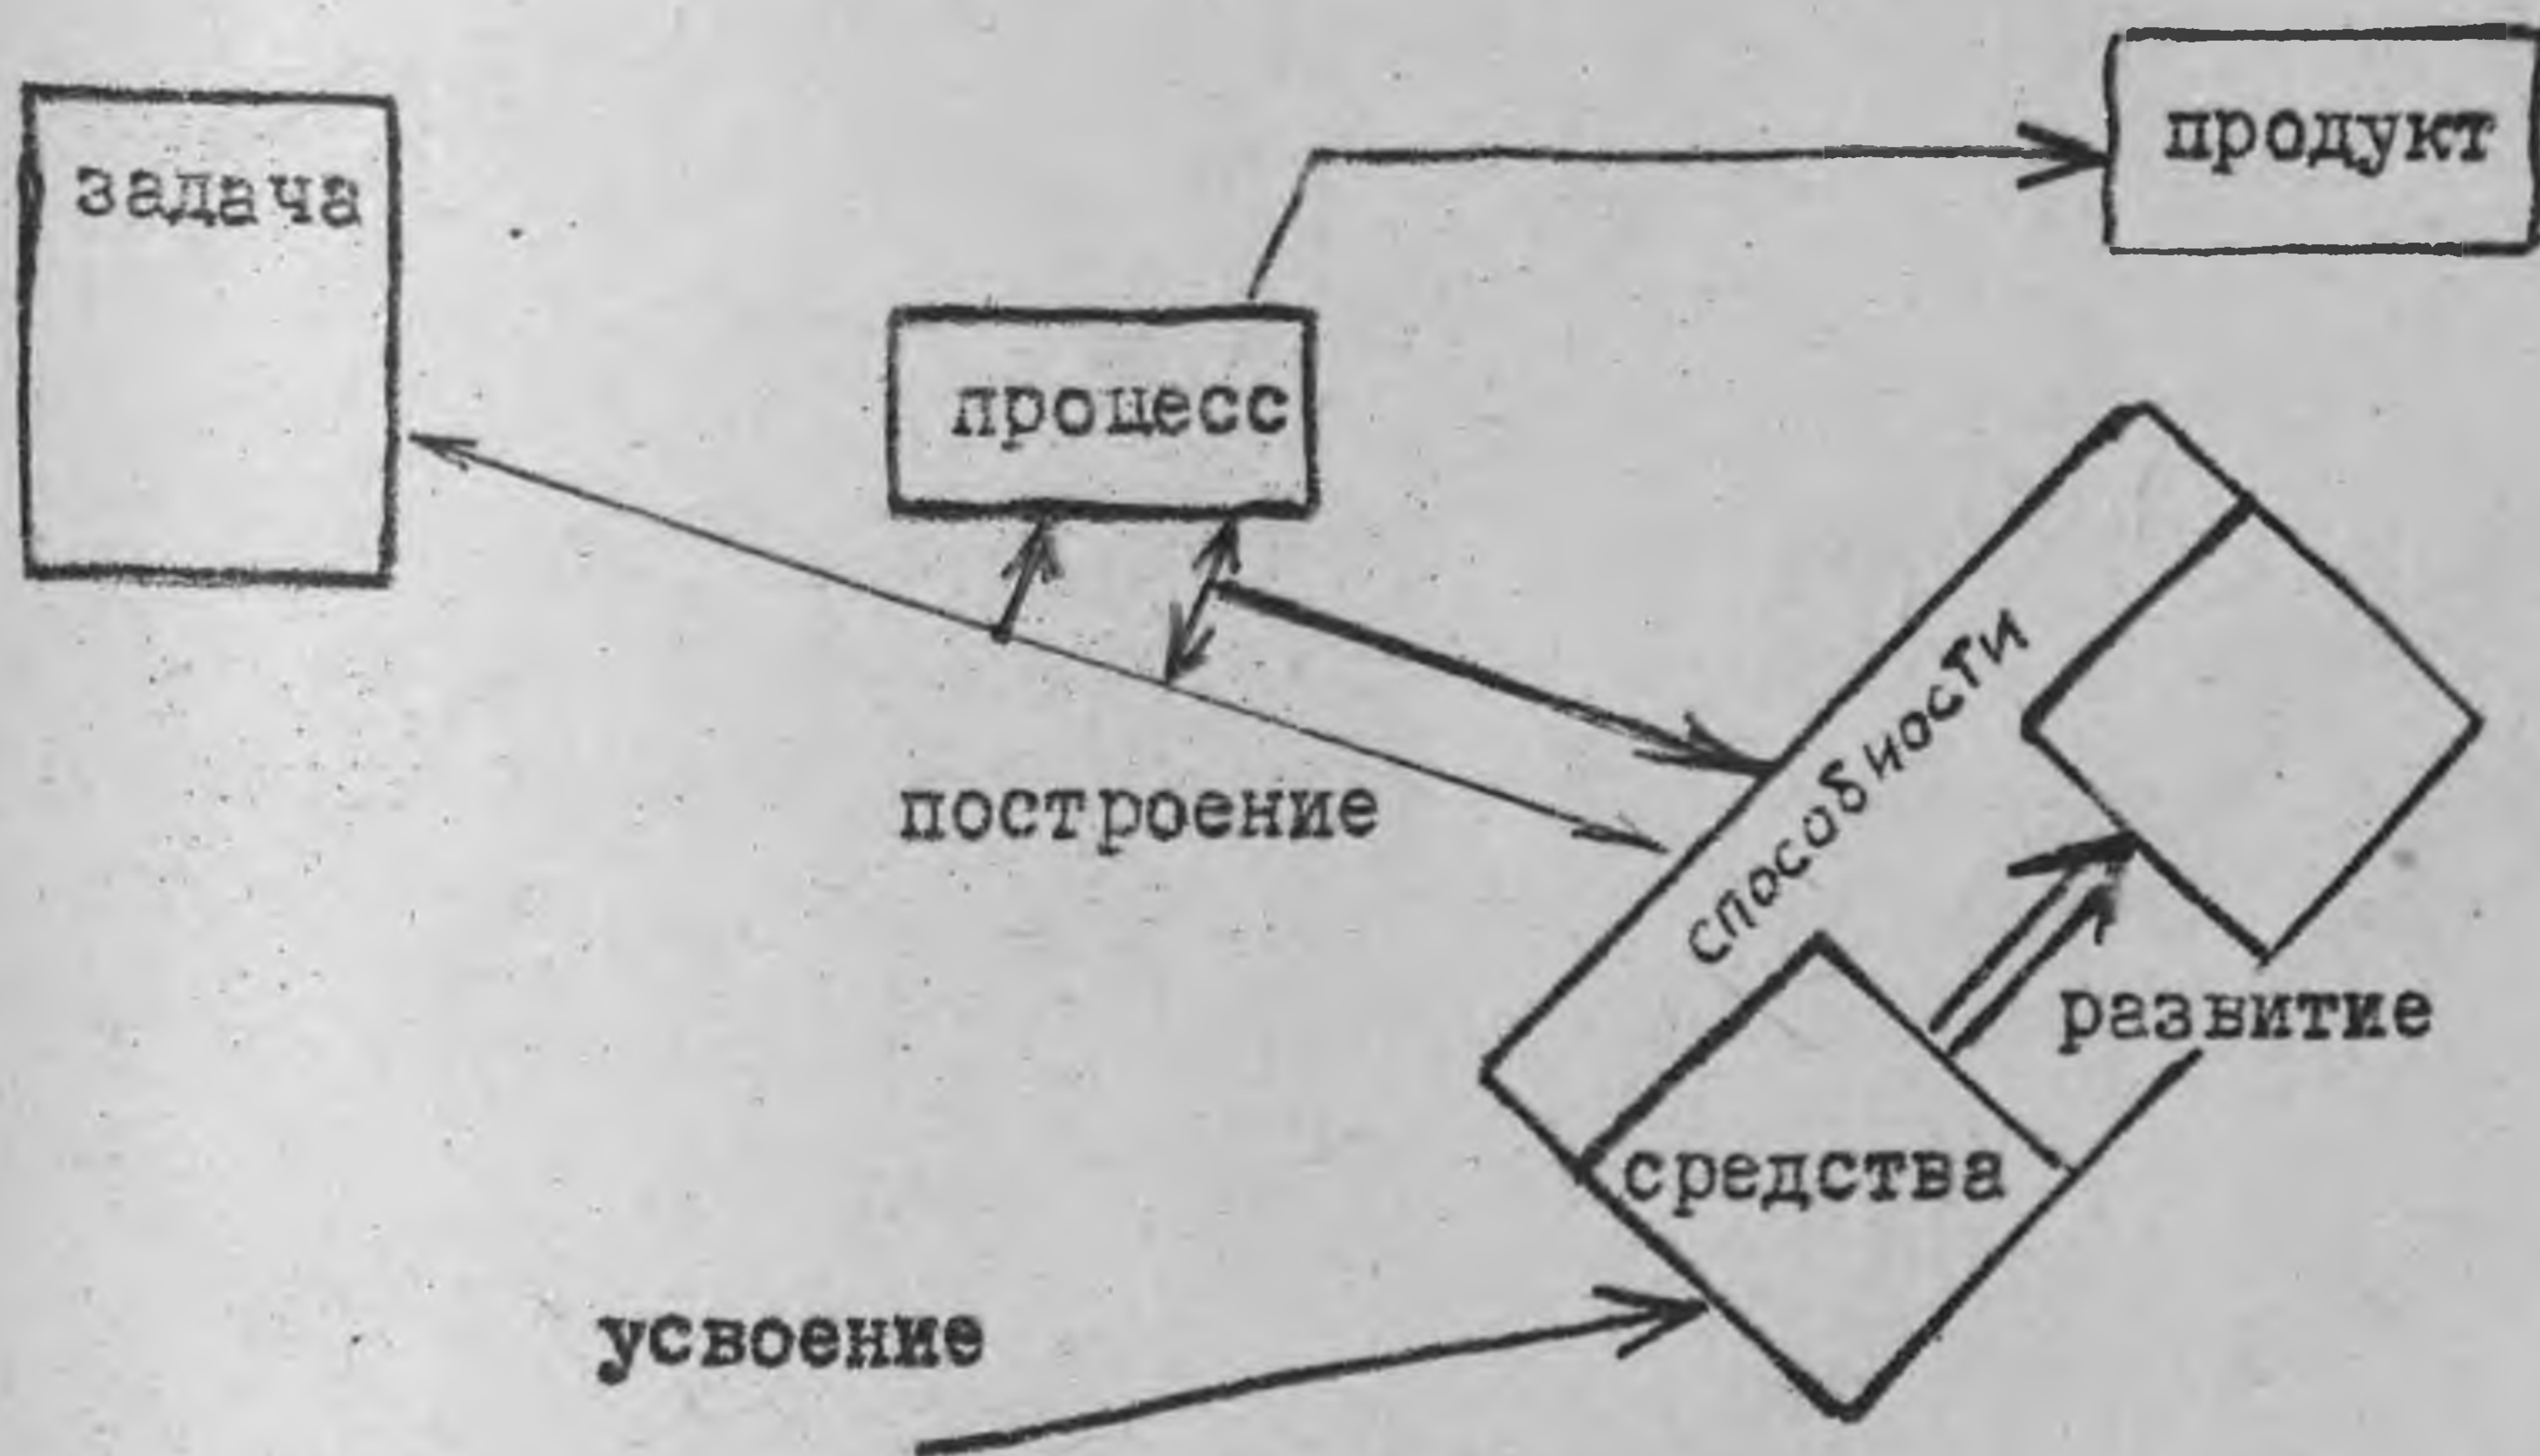 продукт
задача
процесс
способности
построение
развитие
средства
усвоение